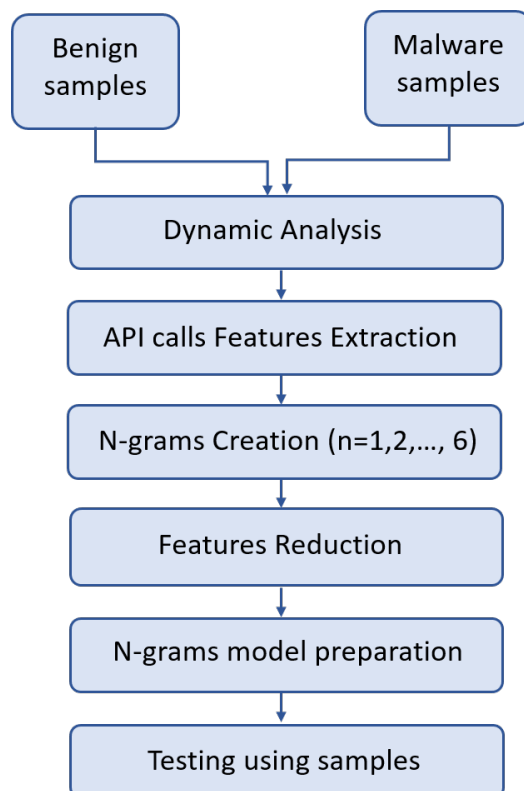 Benign
samples
Malware
samples
Dynamic Analysis
API calls Features Extraction
N-grams Creation (n=1,2,..., 6)
Features Reduction
N-grams model preparation
Testing using samples